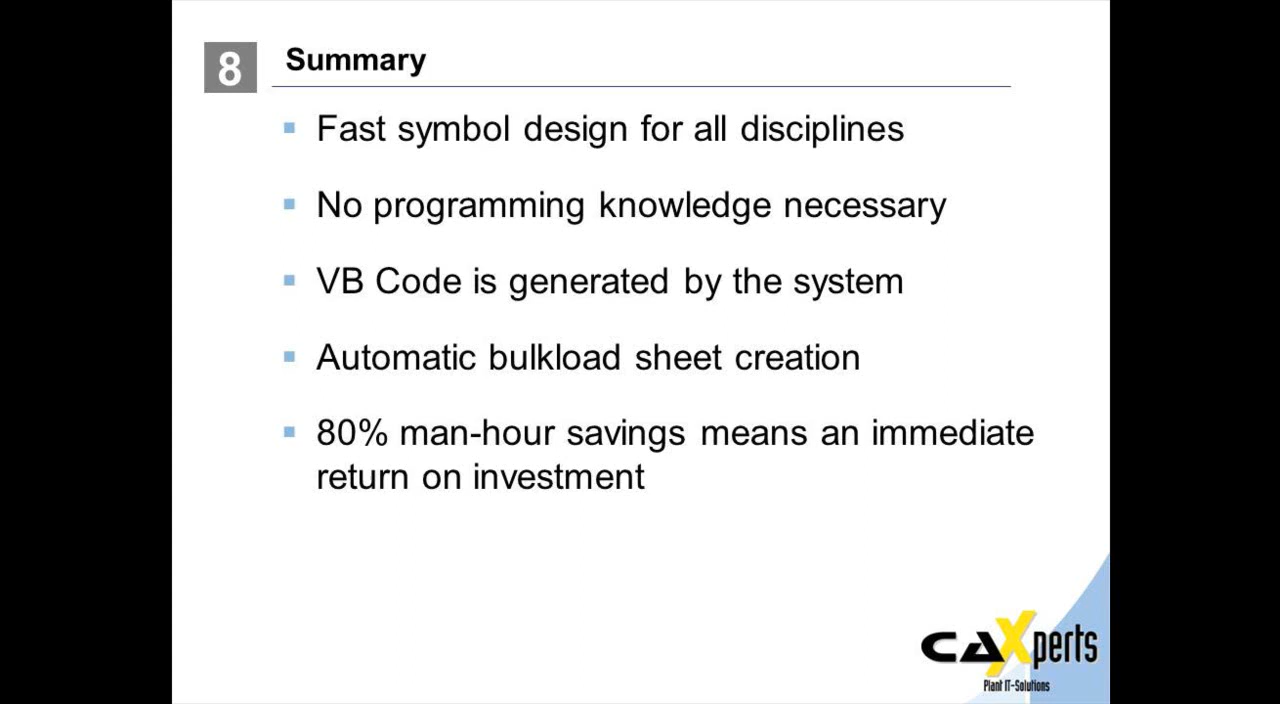 8
Summary
Fast symbol design for all disciplines
No programming knowledge necessary
VB Code is generated by the system
Automatic bulkload sheet creation
80% man-hour savings means an immediate
return on investment
CAXperts
Plant IT-Solutions